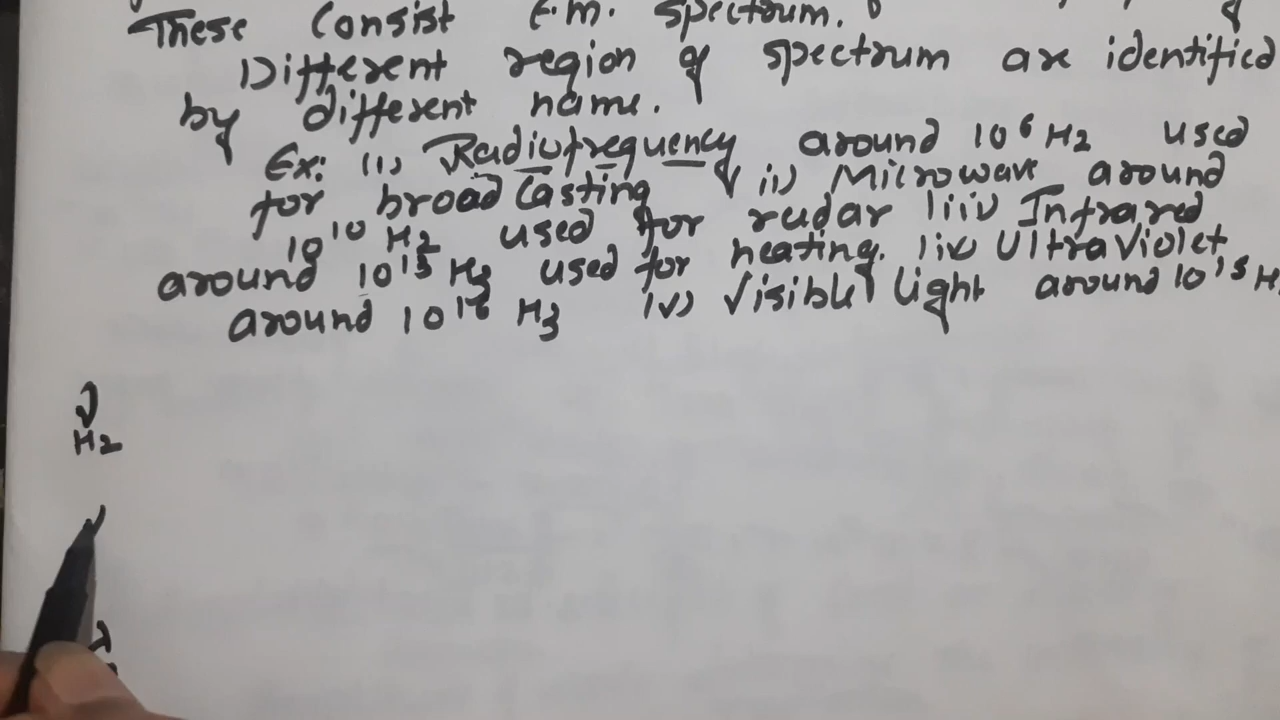 These Consist E.m. Spectrum.
Different region of spectrum are identified
by different name.
Ex: (i) Radiofrequency around 10⁶ Hz used
for broad Casting ii) Microwave around
10¹⁰ Hz used for radar (iii) Infrared
around 10¹³ Hz used for heating. (iv) UltraViolet
around 10¹⁶ Hz (v) Visible light around 10¹⁵ H
ν
Hz